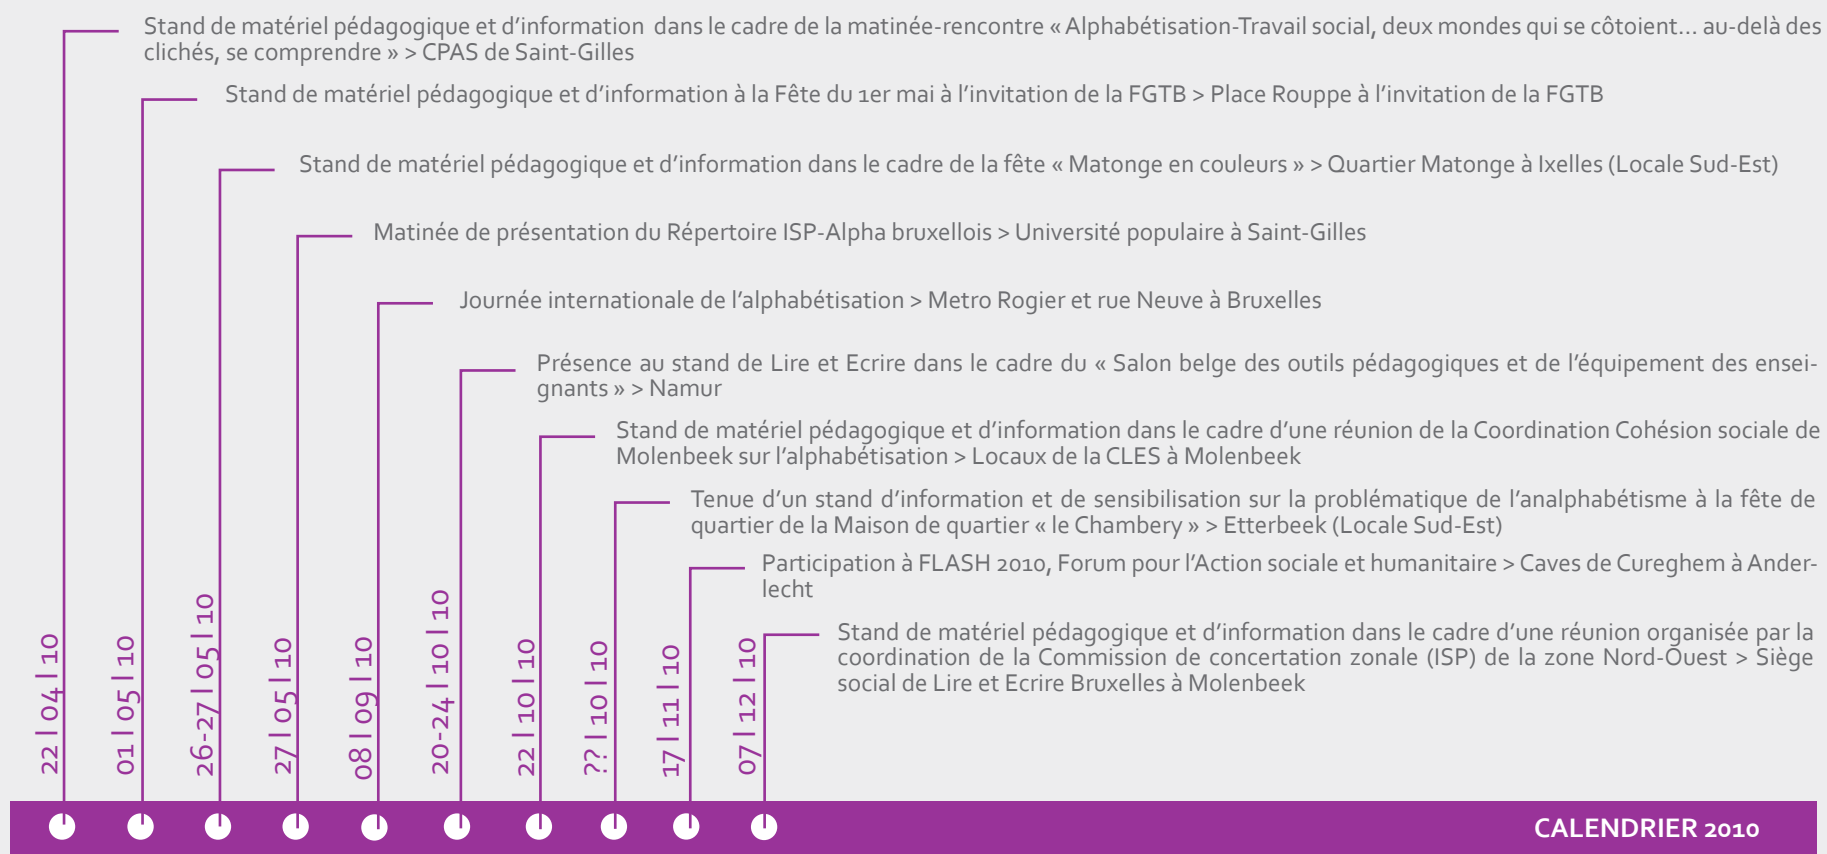 Stand de matériel pédagogique et d’information dans le cadre de la matinée-rencontre « Alphabétisation-Travail social, deux mondes qui se côtoient... au-delà des
clichés, se comprendre » > CPAS de Saint-Gilles
Stand de matériel pédagogique et d’information à la Fête du 1er mai à l’invitation de la FGTB > Place Rouppe à l’invitation de la FGTB
Stand de matériel pédagogique et d’information dans le cadre de la fête « Matonge en couleurs » > Quartier Matonge à Ixelles (Locale Sud-Est)
Matinée de présentation du Répertoire ISP-Alpha bruxellois > Université populaire à Saint-Gilles
Journée internationale de l’alphabétisation > Metro Rogier et rue Neuve à Bruxelles
Présence au stand de Lire et Ecrire dans le cadre du « Salon belge des outils pédagogiques et de l’équipement des ensei-
gnants » > Namur
Stand de matériel pédagogique et d’information dans le cadre d’une réunion de la Coordination Cohésion sociale de
Molenbeek sur l’alphabétisation > Locaux de la CLES à Molenbeek
Tenue d’un stand d’information et de sensibilisation sur la problématique de l’analphabétisme à la fête de
quartier de la Maison de quartier « le Chambery » > Etterbeek (Locale Sud-Est)
Participation à FLASH 2010, Forum pour l’Action sociale et humanitaire > Caves de Cureghem à Ander-
lecht
Stand de matériel pédagogique et d’information dans le cadre d’une réunion organisée par la
coordination de la Commission de concertation zonale (ISP) de la zone Nord-Ouest > Siège
social de Lire et Ecrire Bruxelles à Molenbeek
22 | 04 | 10
01 | 05 | 10
26-27 | 05 | 10
27 | 05 | 10
08 | 09 | 10
20-24 | 10 | 10
22 | 10 | 10
?? | 10 | 10
17 | 11 | 10
07 | 12 | 10
CALENDRIER 2010